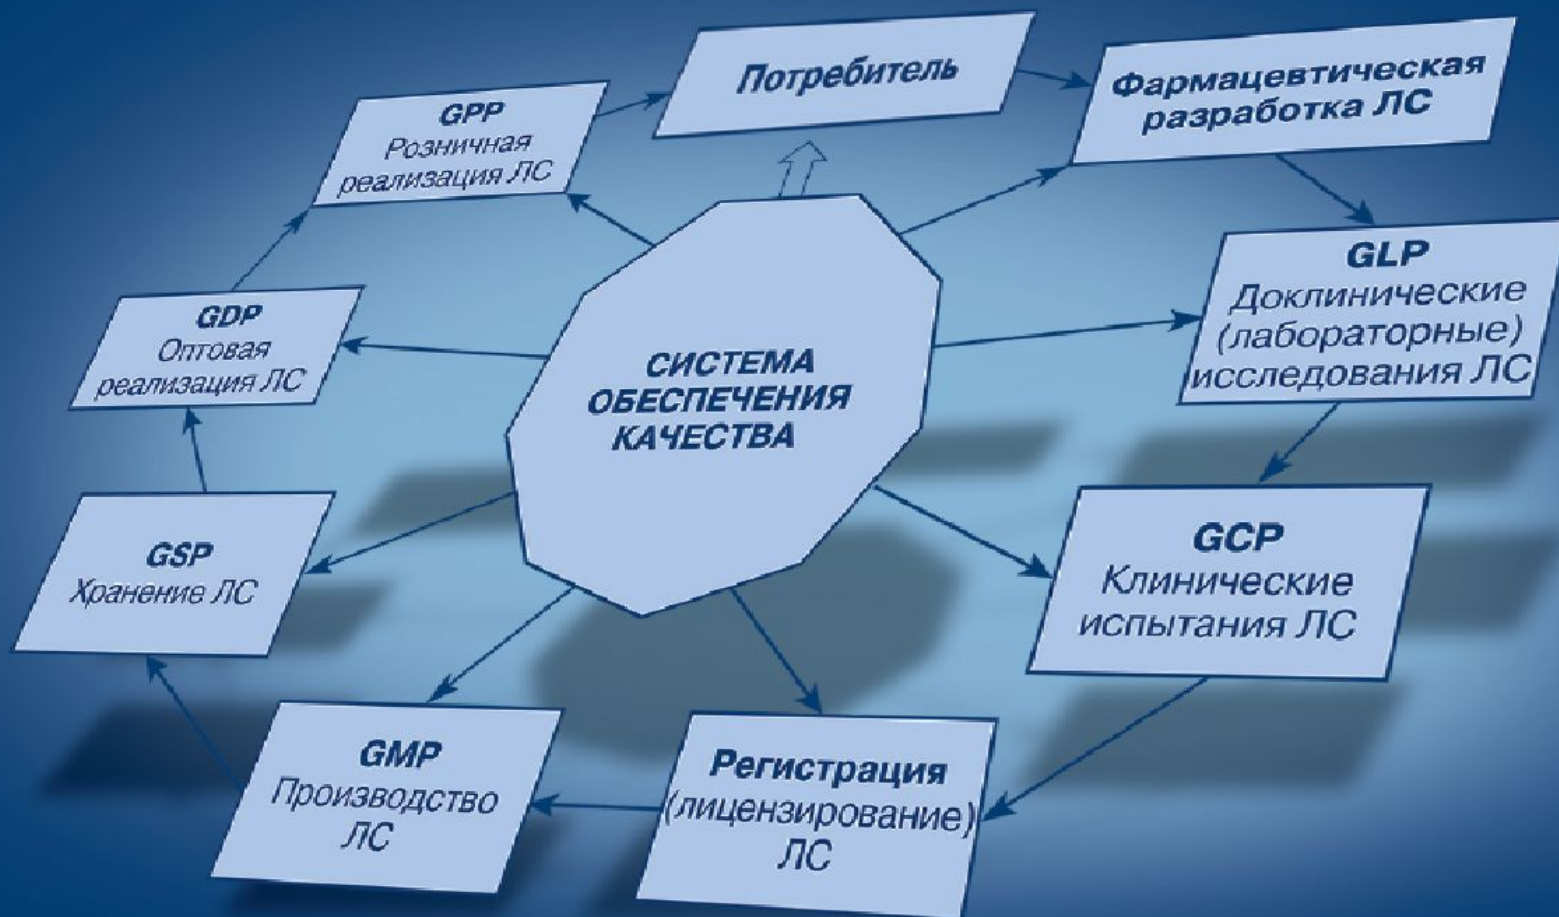 Потребитель
Фармацевтическая
разработка ЛС
GPP
Розничная
реализация ЛС
GLP
Доклинические
(лабораторные)
исследования ЛС
GDP
Оптовая
реализация ЛС
СИСТЕМА
ОБЕСПЕЧЕНИЯ
КАЧЕСТВА
GSP
Хранение ЛС
GCP
Клинические
испытания ЛС
GMP
Производство
ЛС
Регистрация
(лицензирование)
ЛС